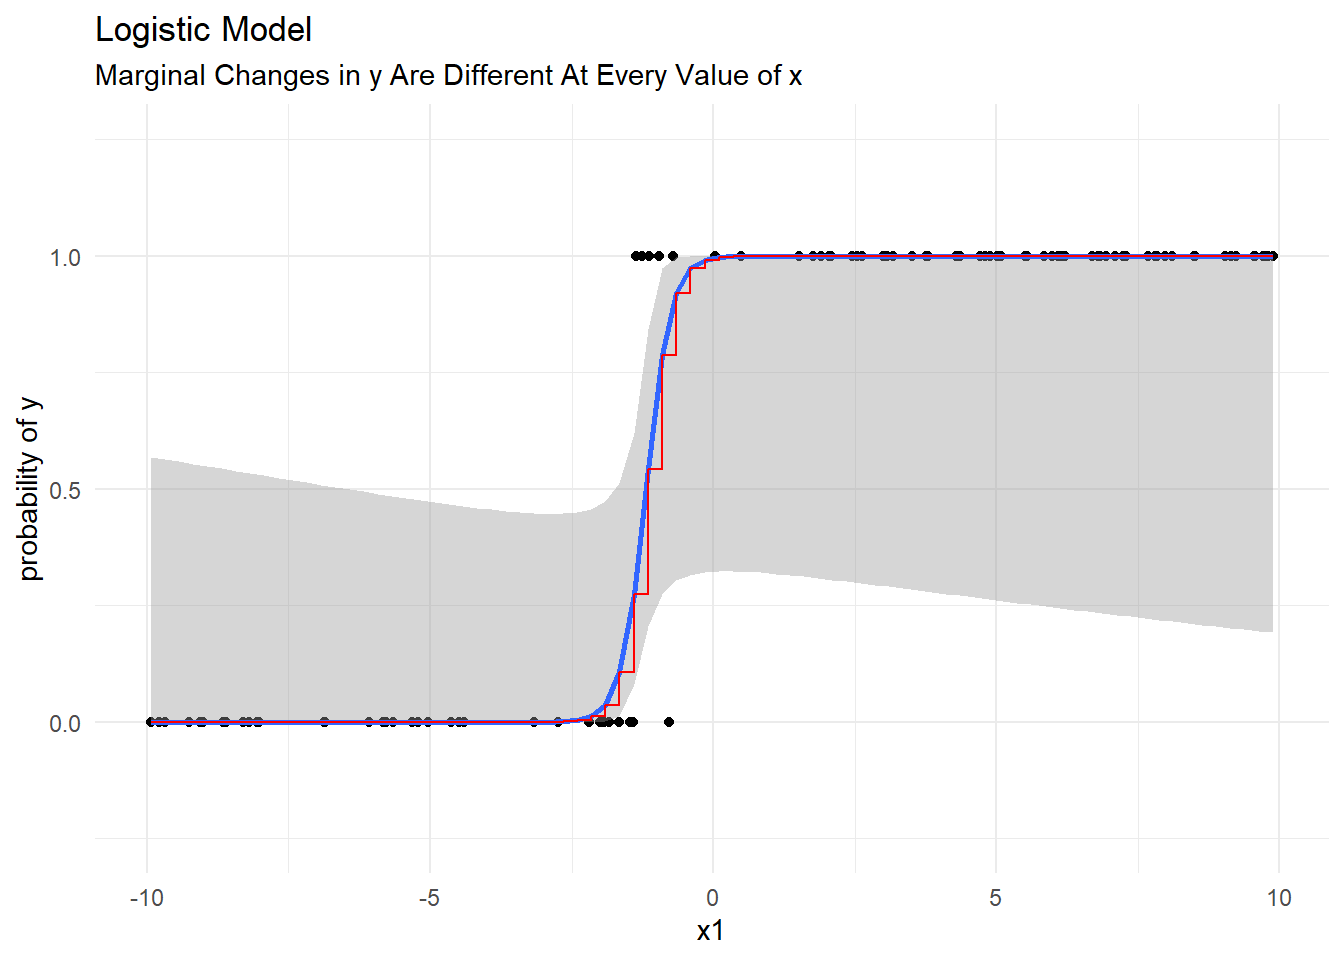 Logistic Model
Marginal Changes in y Are Different At Every Value of x
probability of y
1.0
0.5
0.0
-10
-5
0
5
10
x1